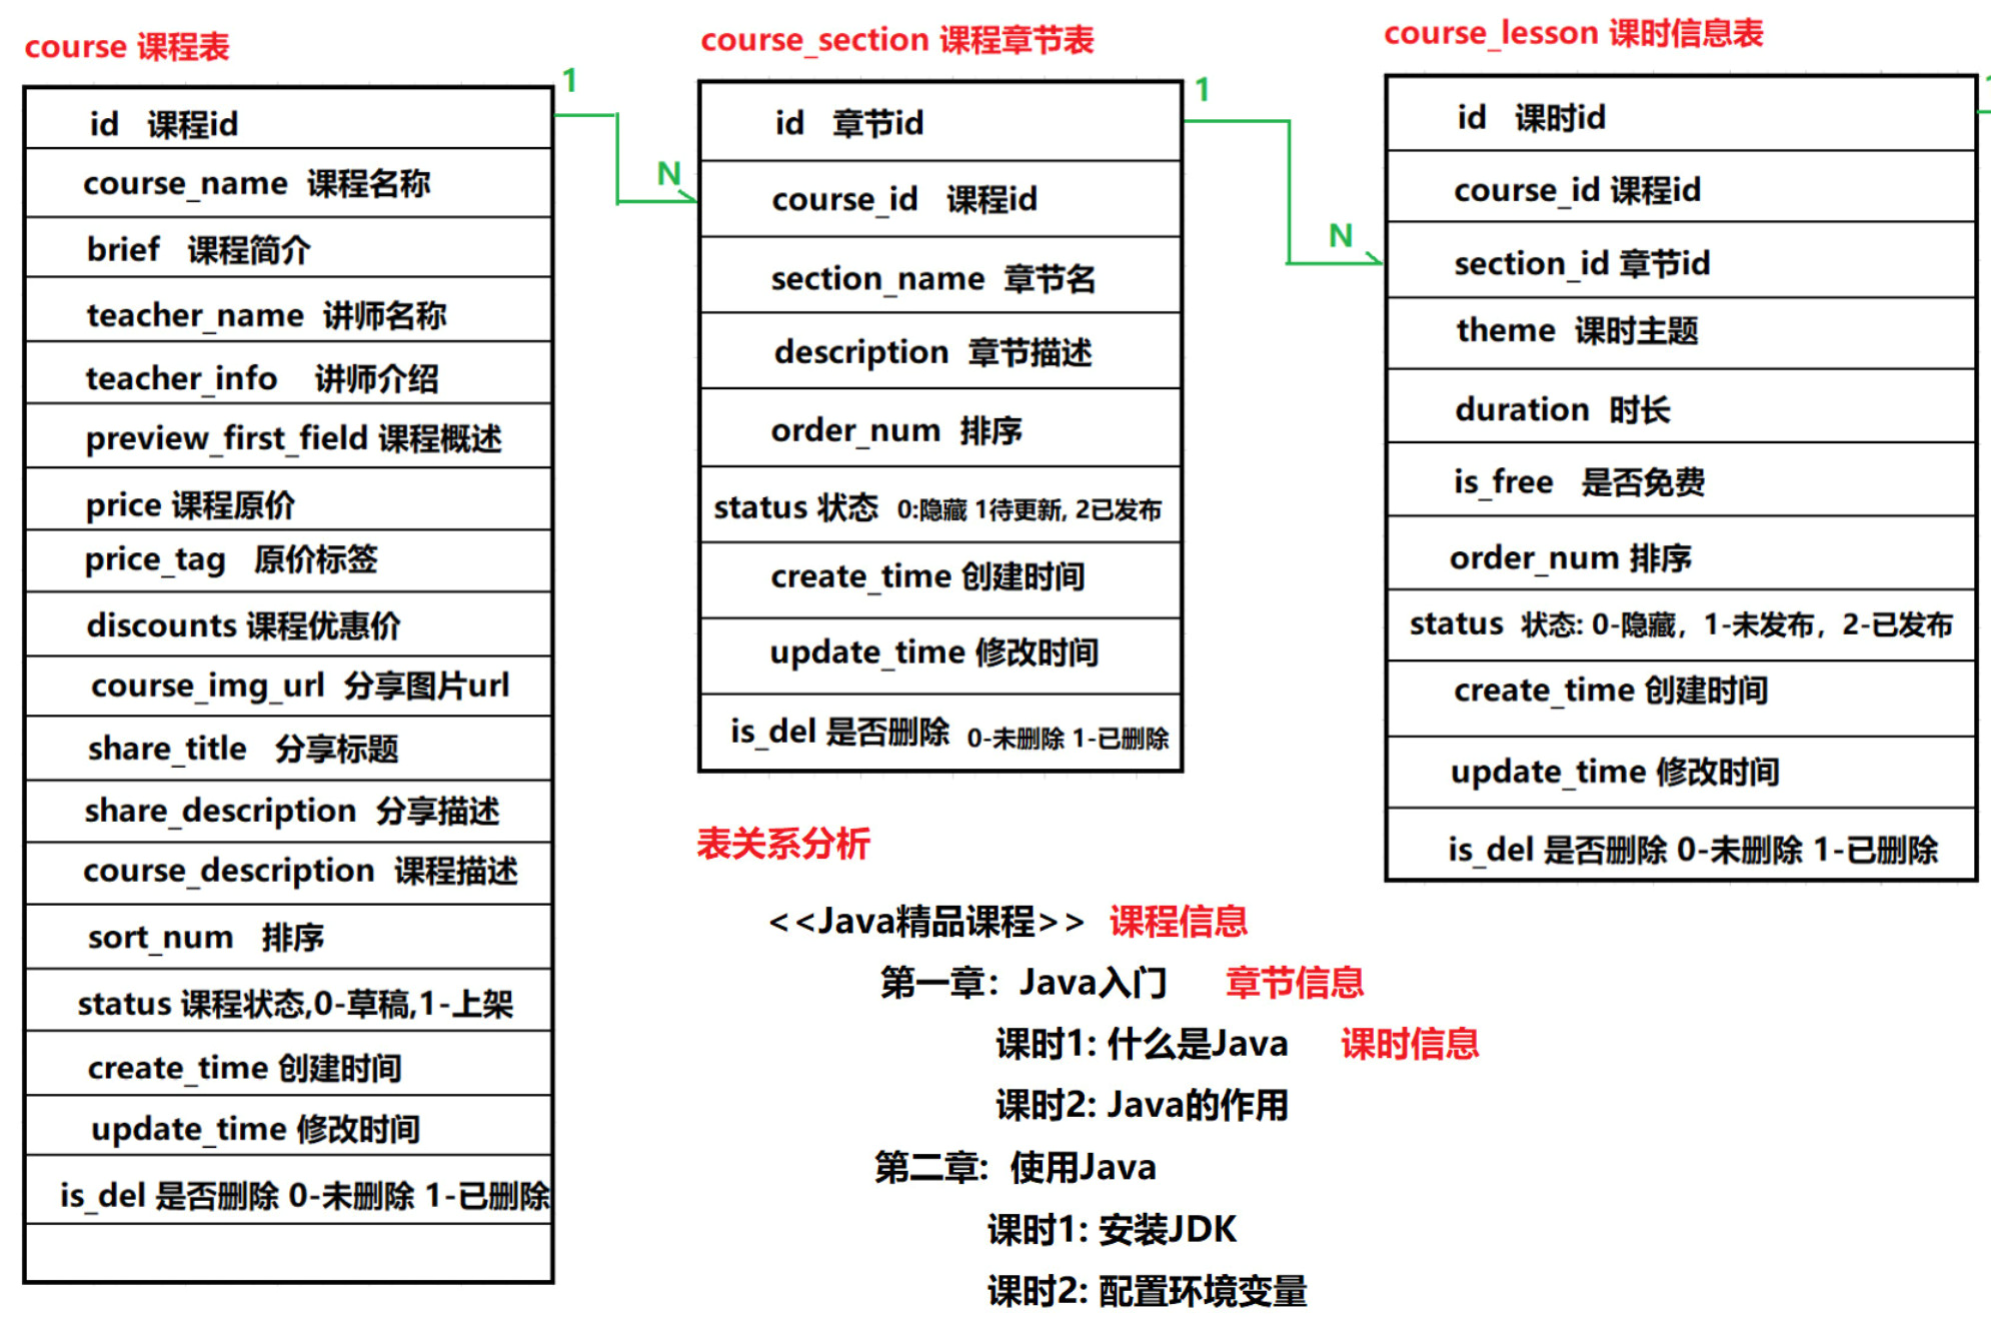 course 课程表
id 课程id
course_name 课程名称
brief 课程简介
teacher_name 讲师名称
teacher_info 讲师介绍
preview_first_field 课程概述
price 课程原价
price_tag 原价标签
discounts 课程优惠价
course_img_url 分享图片url
share_title 分享标题
share_description 分享描述
course_description 课程描述
sort_num 排序
status 课程状态,0-草稿,1-上架
create_time 创建时间
update_time 修改时间
is_del 是否删除 0-未删除 1-已删除
1
N
course_section 课程章节表
id 章节id
course_id 课程id
section_name 章节名
description 章节描述
order_num 排序
status 状态 0:隐藏 1待更新, 2已发布
create_time 创建时间
update_time 修改时间
is_del 是否删除 0-未删除 1-已删除
1
N
course_lesson 课时信息表
id 课时id
course_id 课程id
section_id 章节id
theme 课时主题
duration 时长
is_free 是否免费
order_num 排序
status 状态: 0-隐藏，1-未发布，2-已发布
create_time 创建时间
update_time 修改时间
is_del 是否删除 0-未删除 1-已删除
表关系分析
<<Java精品课程>> 课程信息
第一章：Java入门 章节信息
课时1: 什么是Java 课时信息
课时2: Java的作用
第二章: 使用Java
课时1: 安装JDK
课时2: 配置环境变量